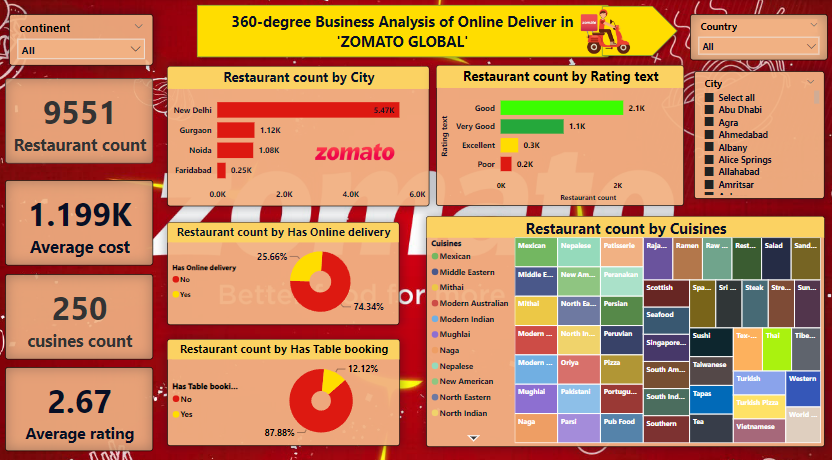 continent
All
360-degree Business Analysis of Online Deliver in
'ZOMATO GLOBAL'
zomato
Country
All
9551
Restaurant count
1.199K
Average cost
250
cusines count
2.67
Average rating
Restaurant count by City
New Delhi
5.47K
Gurgaon
1.12K
Noida
1.08K
Faridabad
0.25K
0.0K 2.0K 4.0K 6.0K
zomato
Restaurant count by Rating text
Rating text
Good
2.1K
Very Good
1.1K
Excellent
0.3K
Poor
0.2K
0K 2K
Restaurant count
City
Select all
Abu Dhabi
Agra
Ahmedabad
Albany
Alice Springs
Allahabad
Amritsar
Restaurant count by Has Online delivery
25.66%
Has Online delivery
No
Yes
74.34%
Restaurant count by Has Table booking
12.12%
Has Table booki...
No
Yes
87.88%
Restaurant count by Cuisines
Cuisines
Mexican
Middle Eastern
Mithai
Modern Australian
Modern Indian
Mughlai
Naga
Nepalese
New American
North Eastern
North Indian
Mexican
Middle E...
Mithai
Modern ...
Modern ...
Mughlai
Naga
Nepalese
New Am...
North Ea...
North In...
Oriya
Pakistani
Parsi
Patisserie
Peranakan
Persian
Peruvian
Pizza
Portugu...
Pub Food
Raja...
Ramen
Raw ...
Rest...
Salad
Sand...
Scottish
Seafood
Singapore...
South Am...
South Ind...
Southern
Spa...
Sri ...
Steak
Stre...
Sun...
Sushi
Taiwanese
Tapas
Tea
Tex-...
Thai
Tibe...
Turkish
Turkish Pizza
Vietnamese
Western
World ...